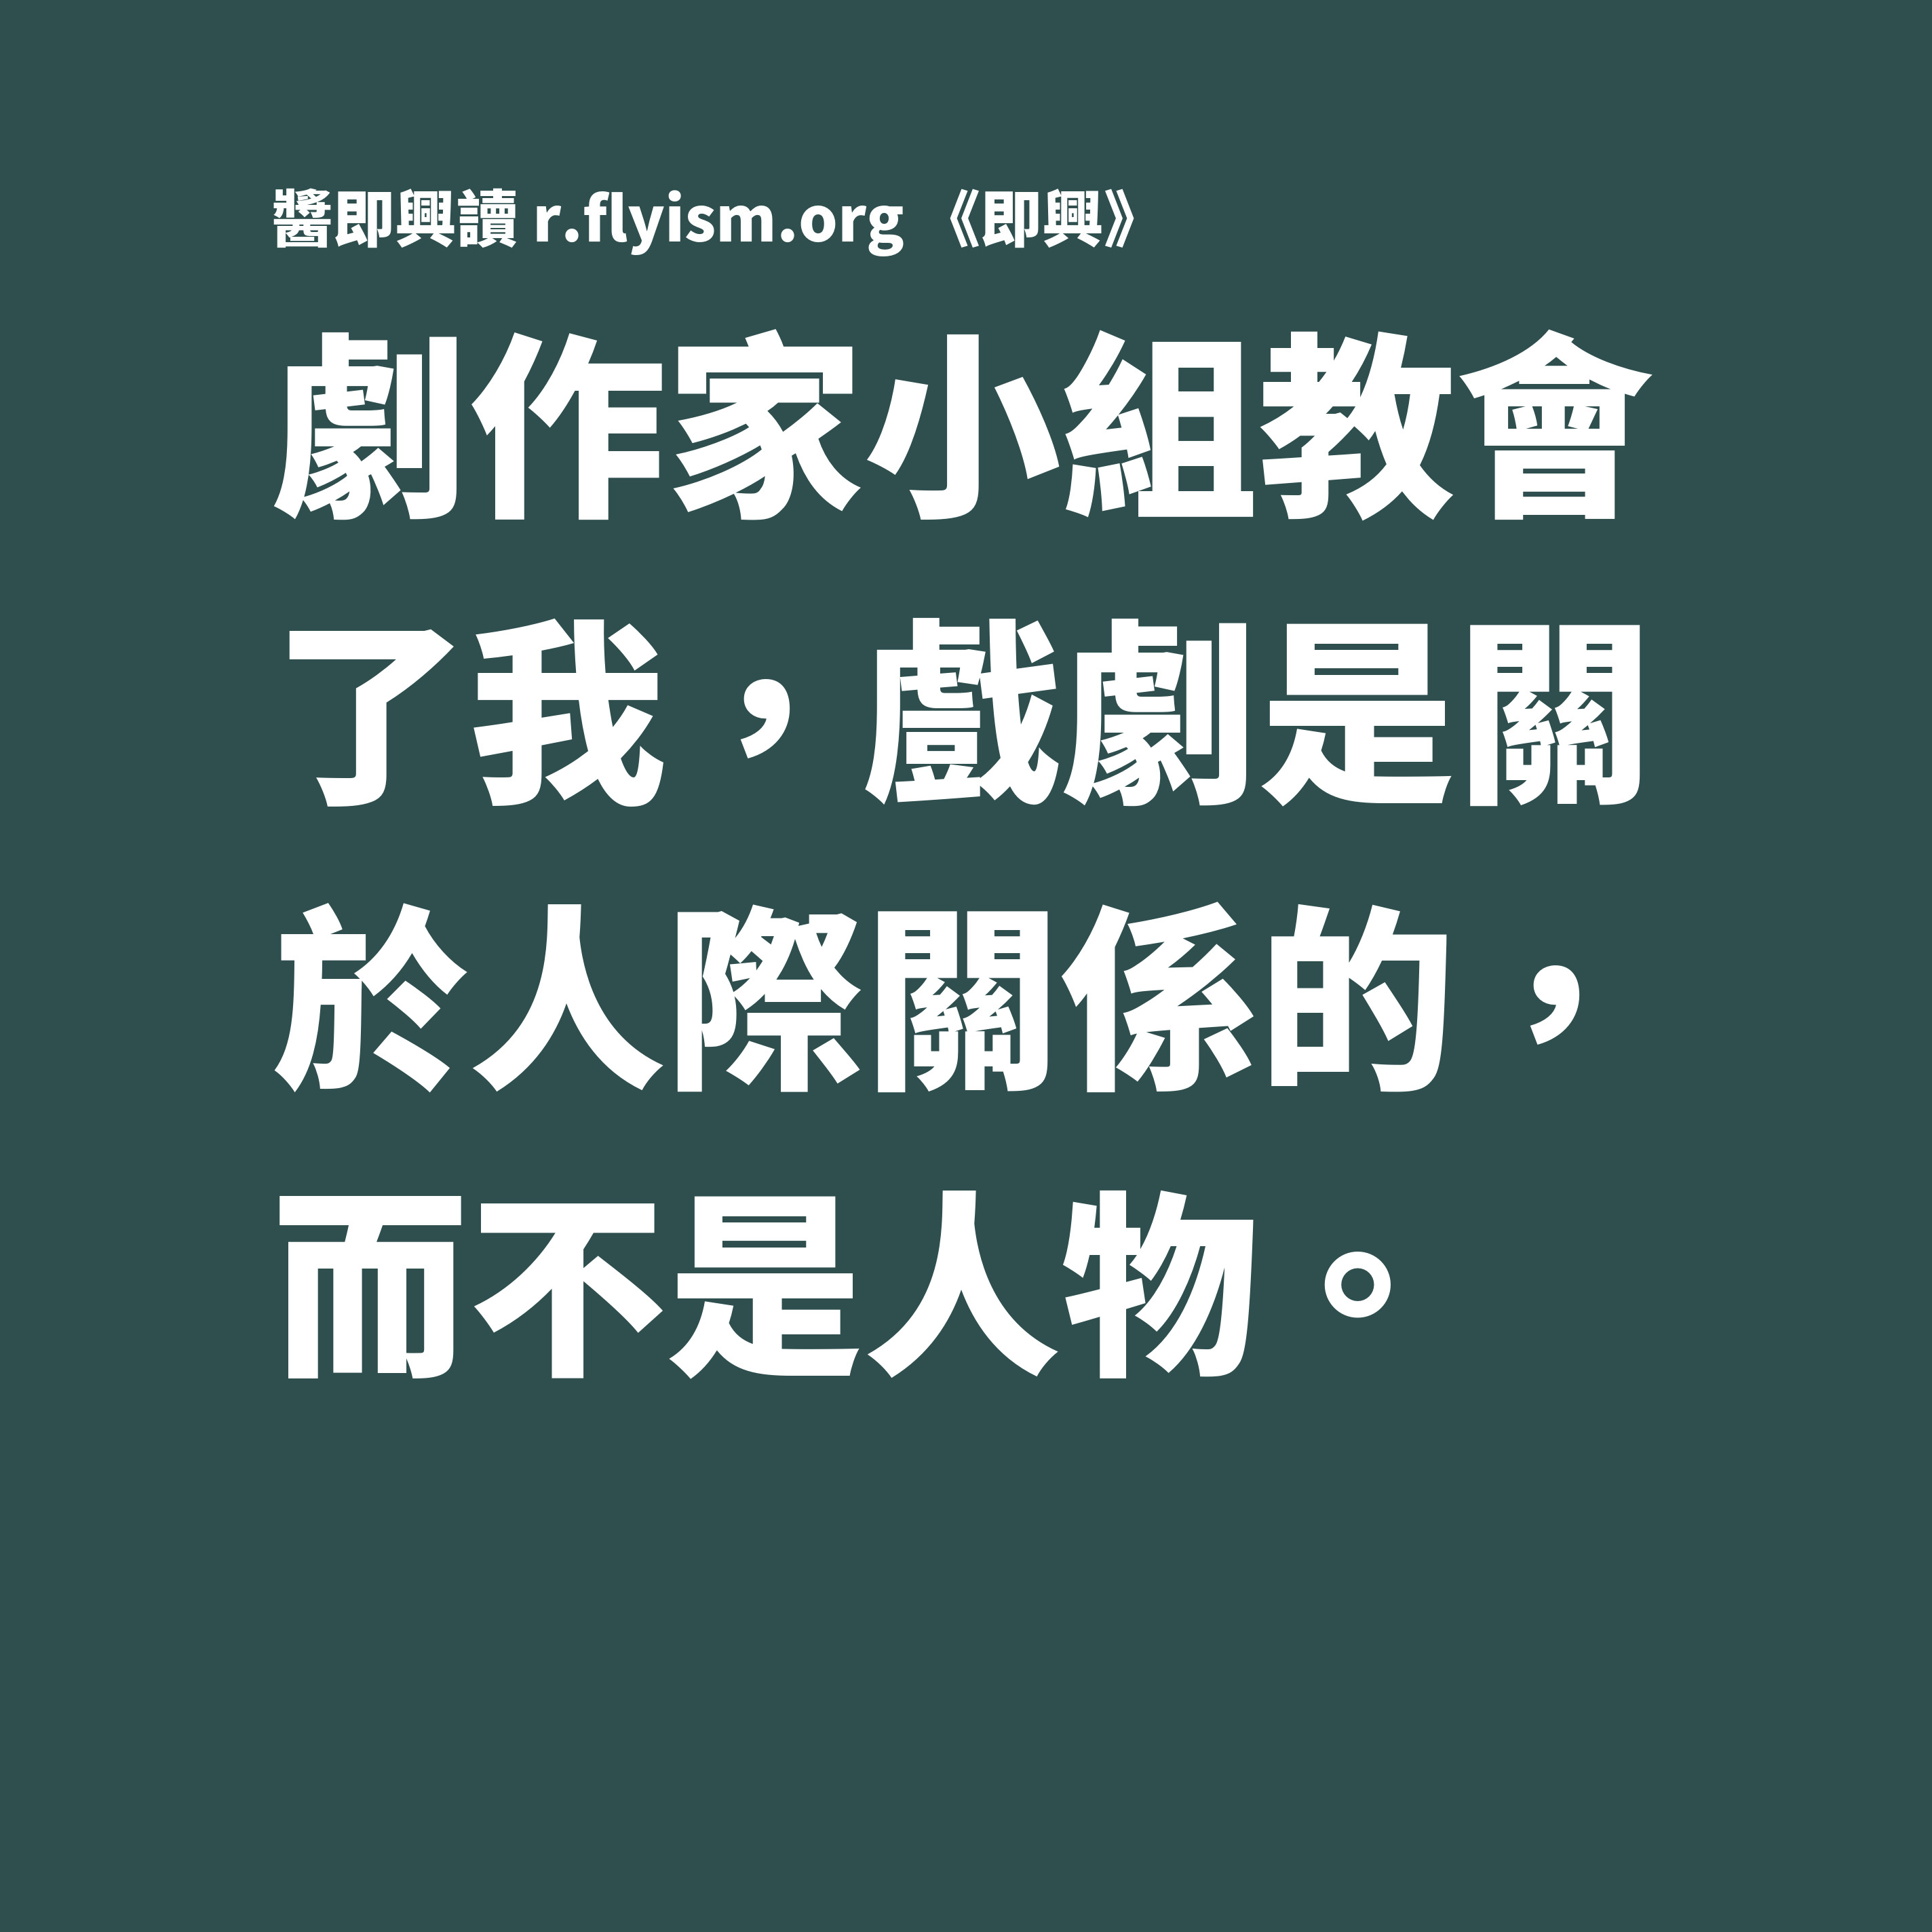 艷即興讀 r.flyism.org 《即興》
劇作家小組教會
了我，戲劇是關
於人際關係的，
而不是人物。